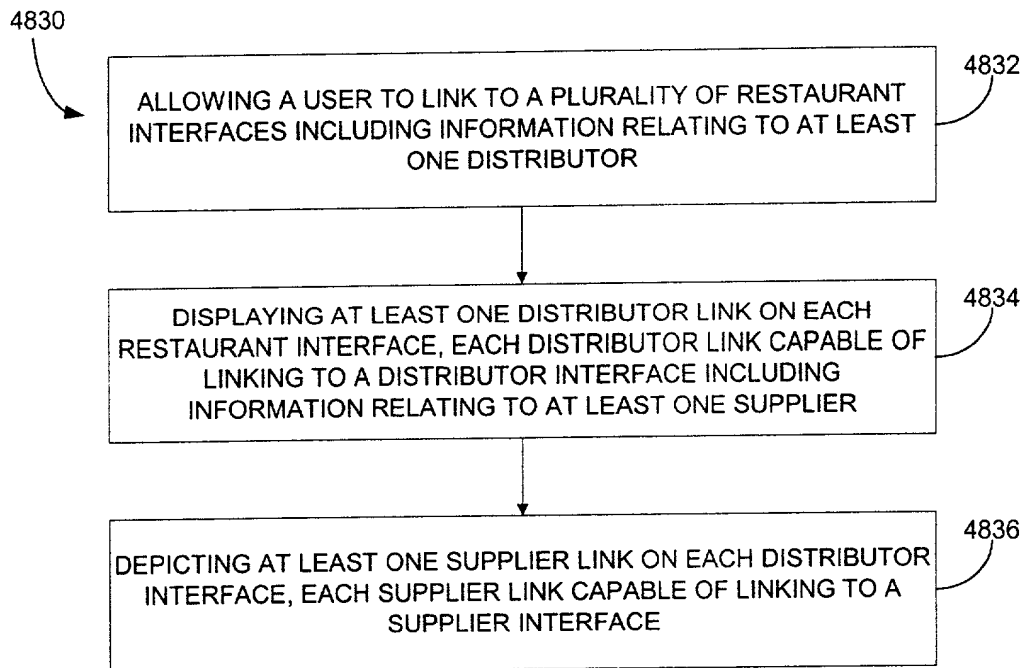 4830
4832
ALLOWING A USER TO LINK TO A PLURALITY OF RESTAURANT
INTERFACES INCLUDING INFORMATION RELATING TO AT LEAST
ONE DISTRIBUTOR
4834
DISPLAYING AT LEAST ONE DISTRIBUTOR LINK ON EACH
RESTAURANT INTERFACE, EACH DISTRIBUTOR LINK CAPABLE OF
LINKING TO A DISTRIBUTOR INTERFACE INCLUDING
INFORMATION RELATING TO AT LEAST ONE SUPPLIER
4836
DEPICTING AT LEAST ONE SUPPLIER LINK ON EACH DISTRIBUTOR
INTERFACE, EACH SUPPLIER LINK CAPABLE OF LINKING TO A
SUPPLIER INTERFACE